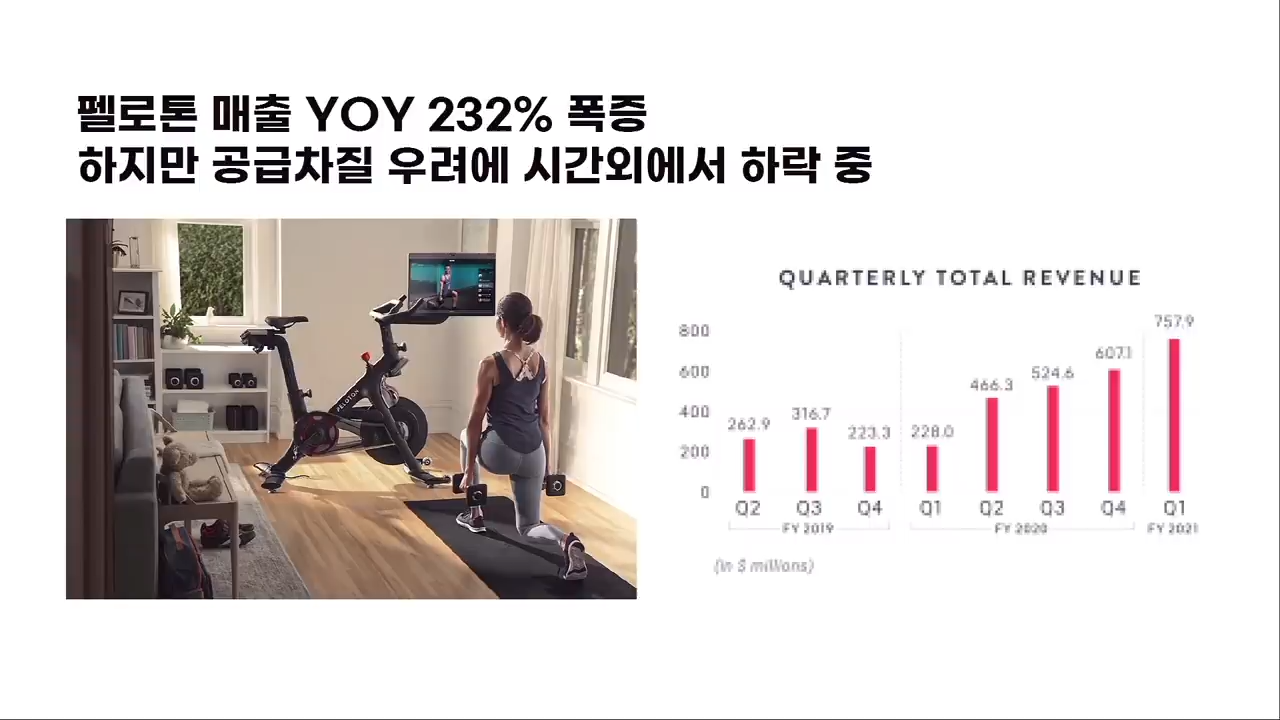 펠로톤 매출 YOY 232% 폭증
하지만 공급차질 우려에 시간외에서 하락 중
PELOTON
QUARTERLY TOTAL REVENUE
800
600
400
200
0
262.9
316.7
223.3
228.0
466.3
524.6
607.1
757.9
Q2 Q3 Q4 Q1 Q2 Q3 Q4 Q1
FY 2019 FY 2020 FY 2021
(in $ millions)